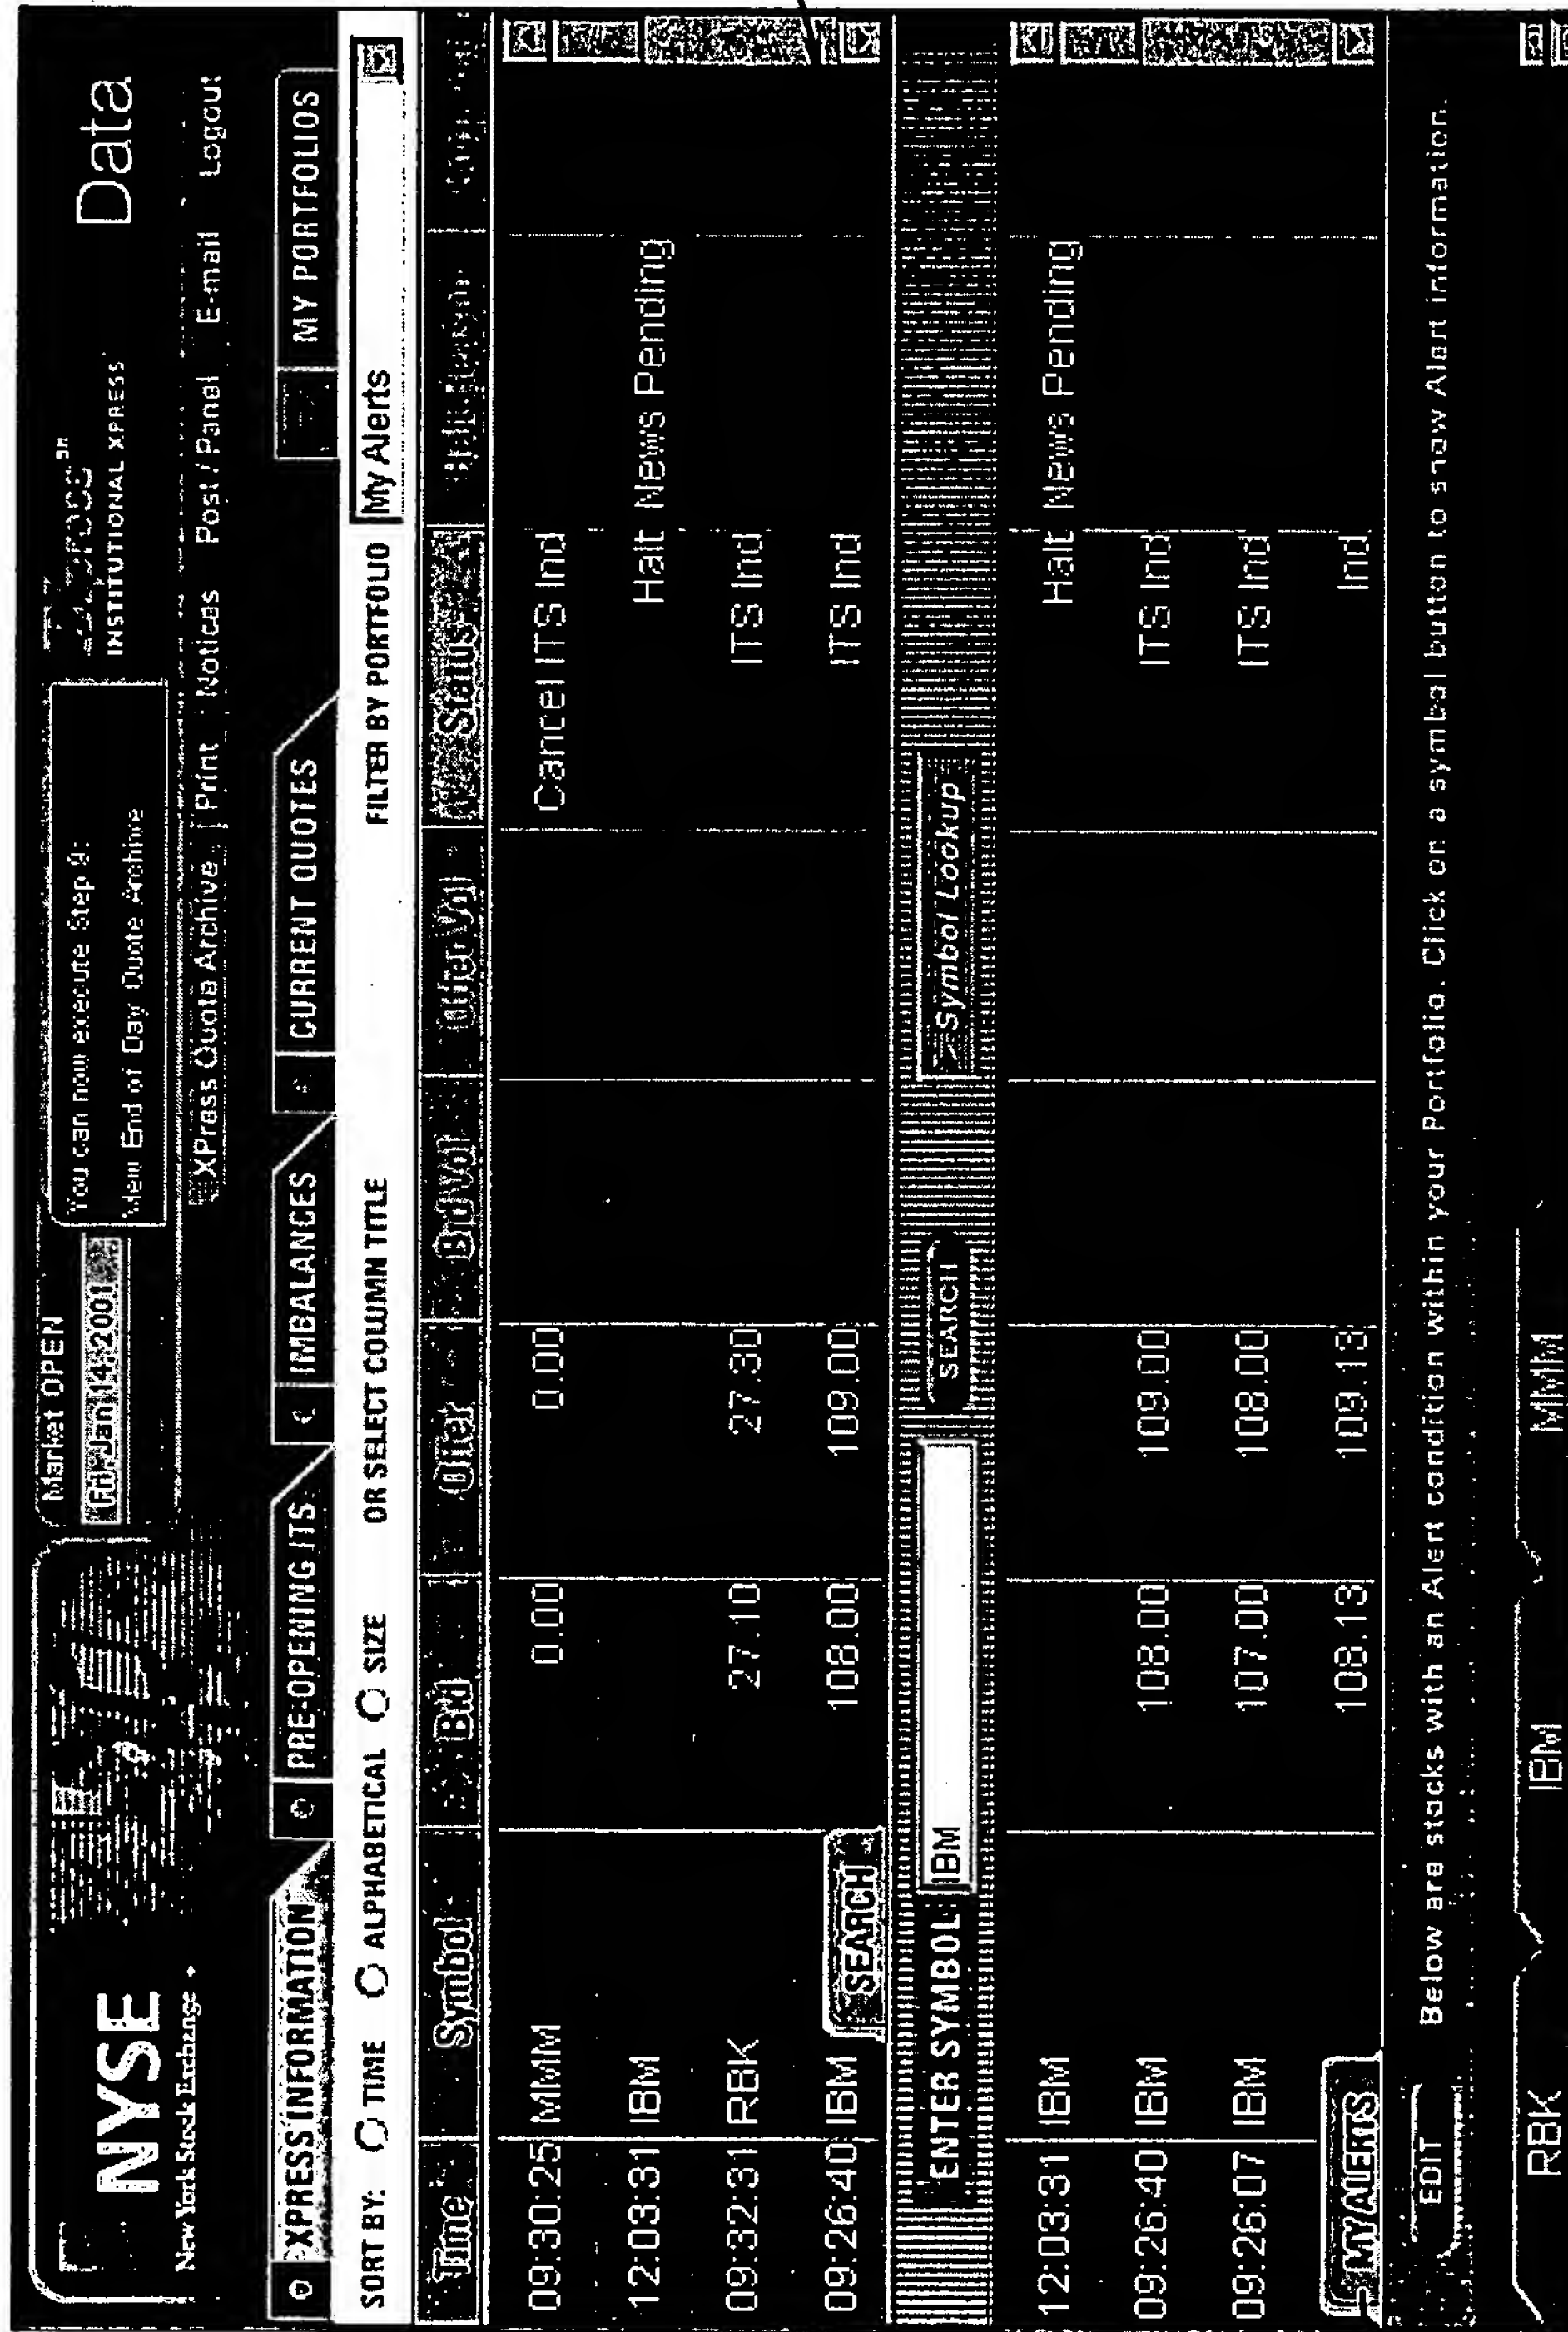 NYSE
New York Stock Exchange
Market OPEN
Fri Jan 14, 2001
You can now execute Step 9:
View End of Day Quote Archive
INSTITUTIONAL XPRESS
Data
XPress Quote Archive | Print Notices Post / Panel E-mail Logout
XPRESS INFORMATION PRE-OPENING ITS IMBALANCES CURRENT QUOTES MY PORTFOLIOS
SORT BY: TIME ALPHABETICAL SIZE OR SELECT COLUMN TITLE FILTER BY PORTFOLIO My Alerts
Time Symbol Bid Offer Bid Vol Offer Vol Status
09:30:25 MMM 0.00 0.00 Cancel ITS Ind
12:03:31 IBM Halt News Pending
09:32:31 RBK 27.10 27.30 ITS Ind
09:26:40 IBM 108.00 109.00 ITS Ind
SEARCH
ENTER SYMBOL IBM SEARCH Symbol Lookup
12:03:31 IBM Halt News Pending
09:26:40 IBM 108.00 109.00 ITS Ind
09:26:07 IBM 107.00 108.00 ITS Ind
108.13 109.13 Ind
MY ALERTS
EDIT Below are stocks with an Alert condition within your Portfolio. Click on a symbol button to show Alert information.
RBK IBM MMM